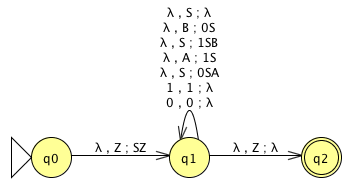 λ , S ; λ
λ , B ; 0S
λ , S ; 1SB
λ , A ; 1S
λ , S ; 0SA
1 , 1 ; λ
0 , 0 ; λ
q0
λ , Z ; SZ
q1
λ , Z ; λ
q2